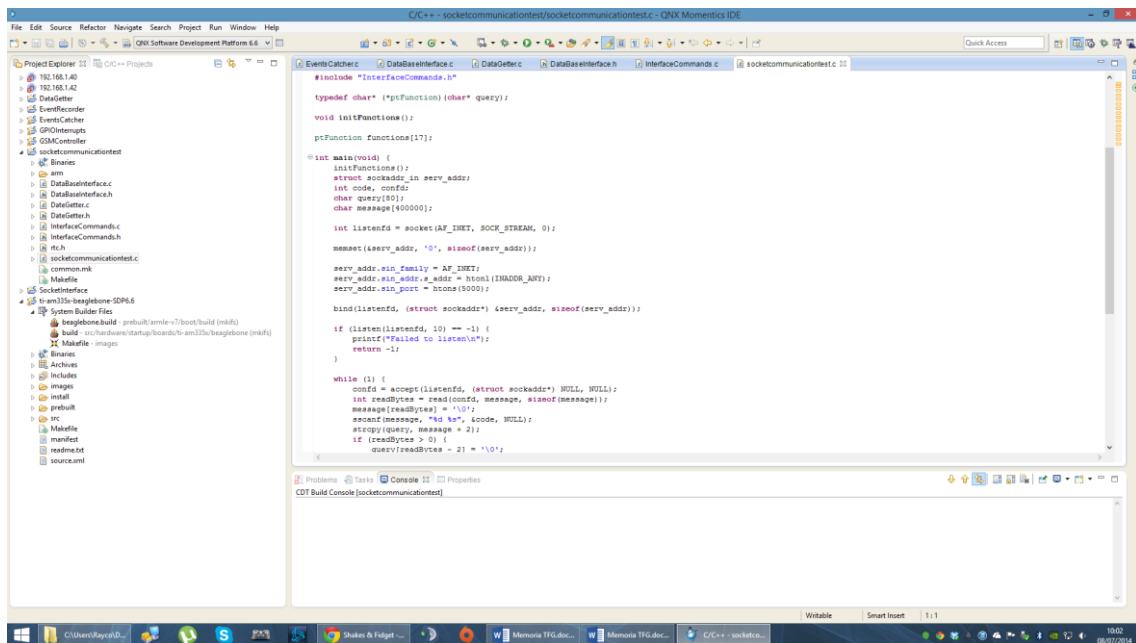 C/C++ - socketcommunicationtest/socketcommunicationtest.c - QNX Momentics IDE
File Edit Source Refactor Navigate Search Project Run Window Help
QNX Software Development Platform 6.6
Quick Access
Project Explorer
C/C++ Projects
192.168.1.40
192.168.1.42
DataGetter
EventRecorder
EventsCatcher
GPIOInterrupts
GSMController
socketcommunicationtest
Binaries
arm
DataBaseInterface.c
DataBaseInterface.h
DateGetter.c
DateGetter.h
InterfaceCommands.c
InterfaceCommands.h
rtc.h
socketcommunicationtest.c
common.mk
Makefile
SocketInterface
ti-am335x-beaglebone-SDP6.6
System Builder Files
beaglebone.build - prebuilt/armle-v7/boot/build (mkifs)
build - src/hardware/startup/boards/ti-am335x/beaglebone (mkifs)
Makefile - images
Binaries
Archives
Includes
images
install
prebuilt
src
Makefile
manifest
readme.txt
source.xml
EventsCatcher.c DataBaseInterface.c DataGetter.c DataBaseInterface.h InterfaceCommands.c socketcommunicationtest.c
#include "InterfaceCommands.h"
typedef char* (*ptFunction)(char* query);
void initFunctions();
ptFunction functions[17];
int main(void) {
initFunctions();
struct sockaddr_in serv_addr;
int code, confd;
char query[80];
char message[400000];
int listenfd = socket(AF_INET, SOCK_STREAM, 0);
memset(&serv_addr, '0', sizeof(serv_addr));
serv_addr.sin_family = AF_INET;
serv_addr.sin_addr.s_addr = htonl(INADDR_ANY);
serv_addr.sin_port = htons(5000);
bind(listenfd, (struct sockaddr*) &serv_addr, sizeof(serv_addr));
if (listen(listenfd, 10) == -1) {
printf("Failed to listen\n");
return -1;
}
while (1) {
confd = accept(listenfd, (struct sockaddr*) NULL, NULL);
int readBytes = read(confd, message, sizeof(message));
message[readBytes] = '\0';
sscanf(message, "%d %s", &code, NULL);
strcpy(query, message + 2);
if (readBytes > 0) {
query[readBytes - 2] = '\0';
Problems Tasks Console Properties
CDT Build Console [socketcommunicationtest]
Writable Smart Insert 1 : 1
C:\Users\Rayco\D... Shakes & Fidget -... Memoria TFG.doc... Memoria TFG.doc... C/C++ - socketco...
10:02
08/07/2014